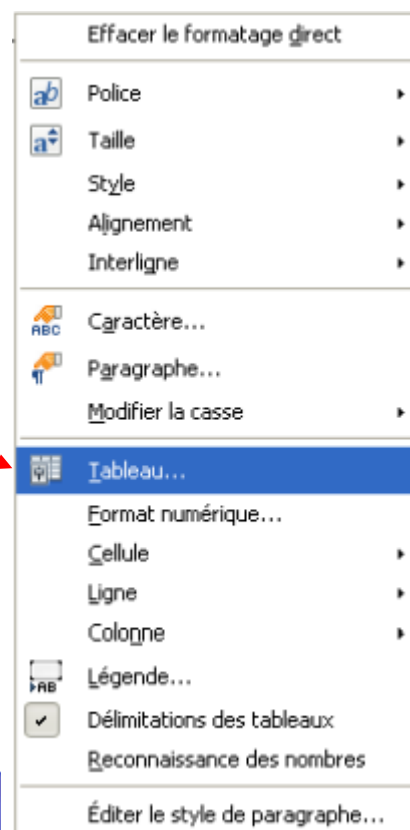 Effacer le formatage direct
Police
Taille
Style
Alignement
Interligne
Caractère...
Paragraphe...
Modifier la casse
Tableau...
Format numérique...
Cellule
Ligne
Colonne
Légende...
Délimitations des tableaux
Reconnaissance des nombres
Éditer le style de paragraphe...